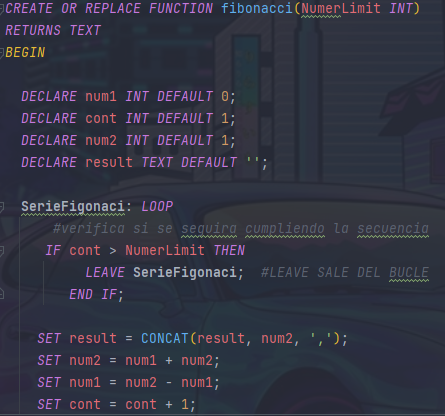 CREATE OR REPLACE FUNCTION fibonacci(NumerLimit INT)
RETURNS TEXT
BEGIN
DECLARE num1 INT DEFAULT 0;
DECLARE cont INT DEFAULT 1;
DECLARE num2 INT DEFAULT 1;
DECLARE result TEXT DEFAULT '';
SerieFigonaci: LOOP
#verifica si se seguira cumpliendo la secuencia
IF cont > NumerLimit THEN
LEAVE SerieFigonaci; #LEAVE SALE DEL BUCLE
END IF;
SET result = CONCAT(result, num2, ',');
SET num2 = num1 + num2;
SET num1 = num2 - num1;
SET cont = cont + 1;